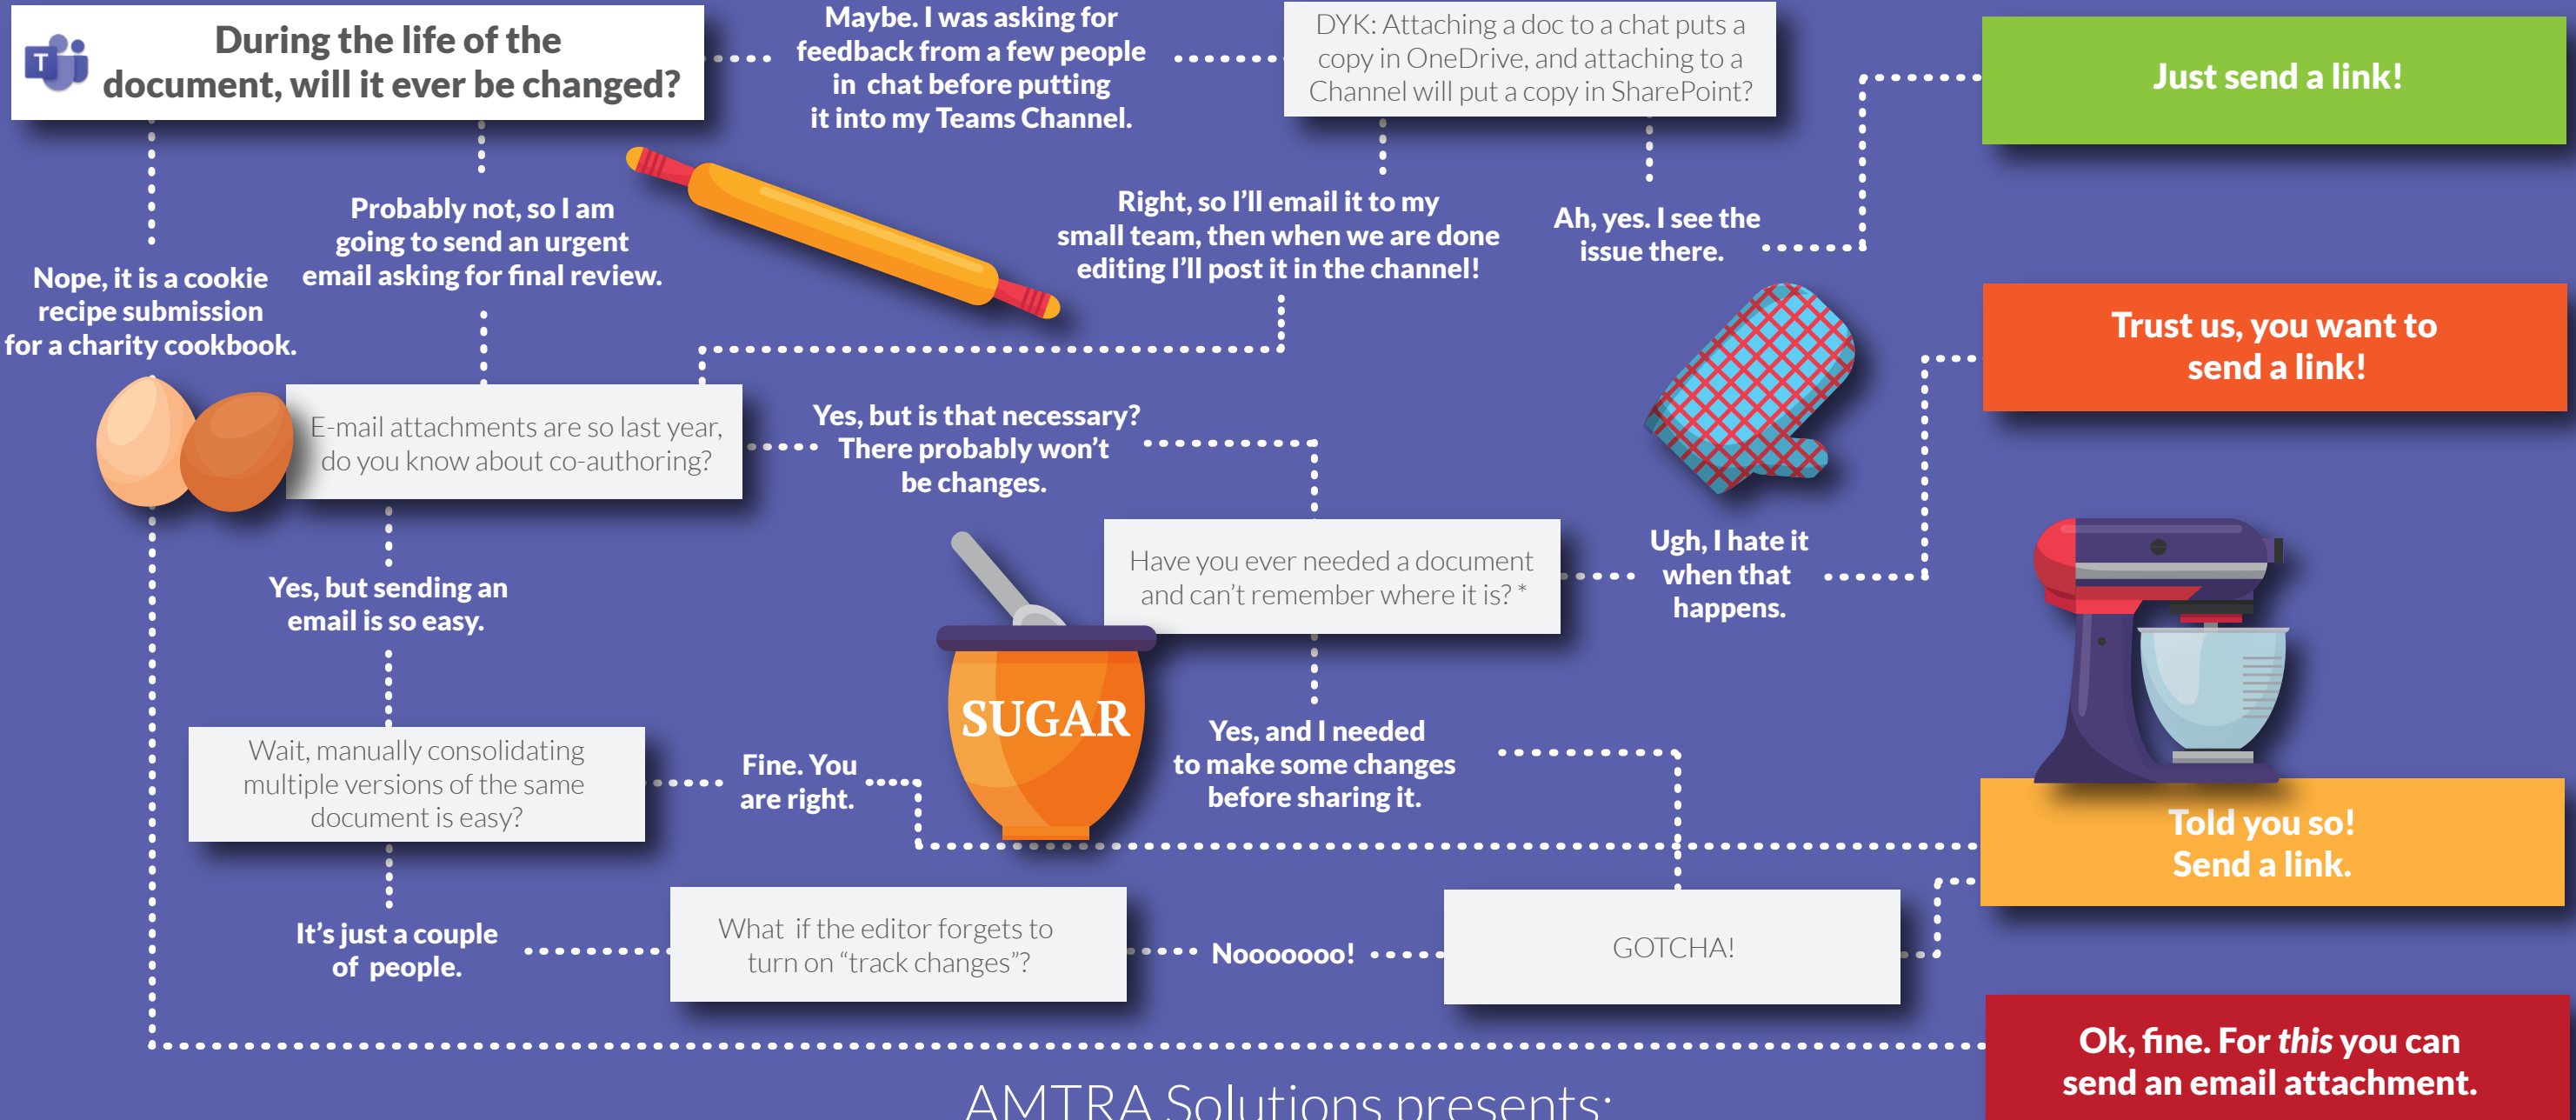 T
During the life of the
document, will it ever be changed?
Maybe. I was asking for
feedback from a few people
in chat before putting
it into my Teams Channel.
DYK: Attaching a doc to a chat puts a
copy in OneDrive, and attaching to a
Channel will put a copy in SharePoint?
Just send a link!
Nope, it is a cookie
recipe submission
for a charity cookbook.
Probably not, so I am
going to send an urgent
email asking for final review.
Right, so I'll email it to my
small team, then when we are done
editing I'll post it in the channel!
Ah, yes. I see the
issue there.
Trust us, you want to
send a link!
E-mail attachments are so last year,
do you know about co-authoring?
Yes, but is that necessary?
There probably won't
be changes.
Have you ever needed a document
and can't remember where it is? *
Ugh, I hate it
when that
happens.
Yes, but sending an
email is so easy.
SUGAR
Yes, and I needed
to make some changes
before sharing it.
Wait, manually consolidating
multiple versions of the same
document is easy?
Fine. You
are right.
Told you so!
Send a link.
It's just a couple
of people.
What if the editor forgets to
turn on "track changes"?
Nooooooo!
GOTCHA!
Ok, fine. For this you can
send an email attachment.
AMTRA Solutions presents: